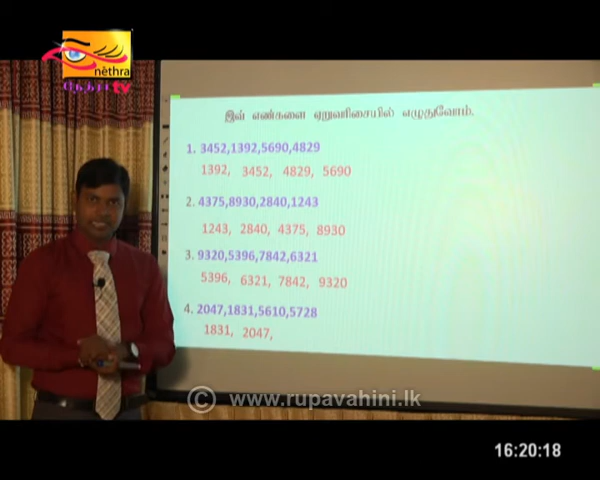 nēthra
நேத்ரா tv
இவ் எண்களை ஏறுவரிசையில் எழுதுவோம்.
1. 3452,1392,5690,4829
1392, 3452, 4829, 5690
2. 4375,8930,2840,1243
1243, 2840, 4375, 8930
3. 9320,5396,7842,6321
5396, 6321, 7842, 9320
4. 2047,1831,5610,5728
1831, 2047,
© www.rupavahini.lk
16:20:18